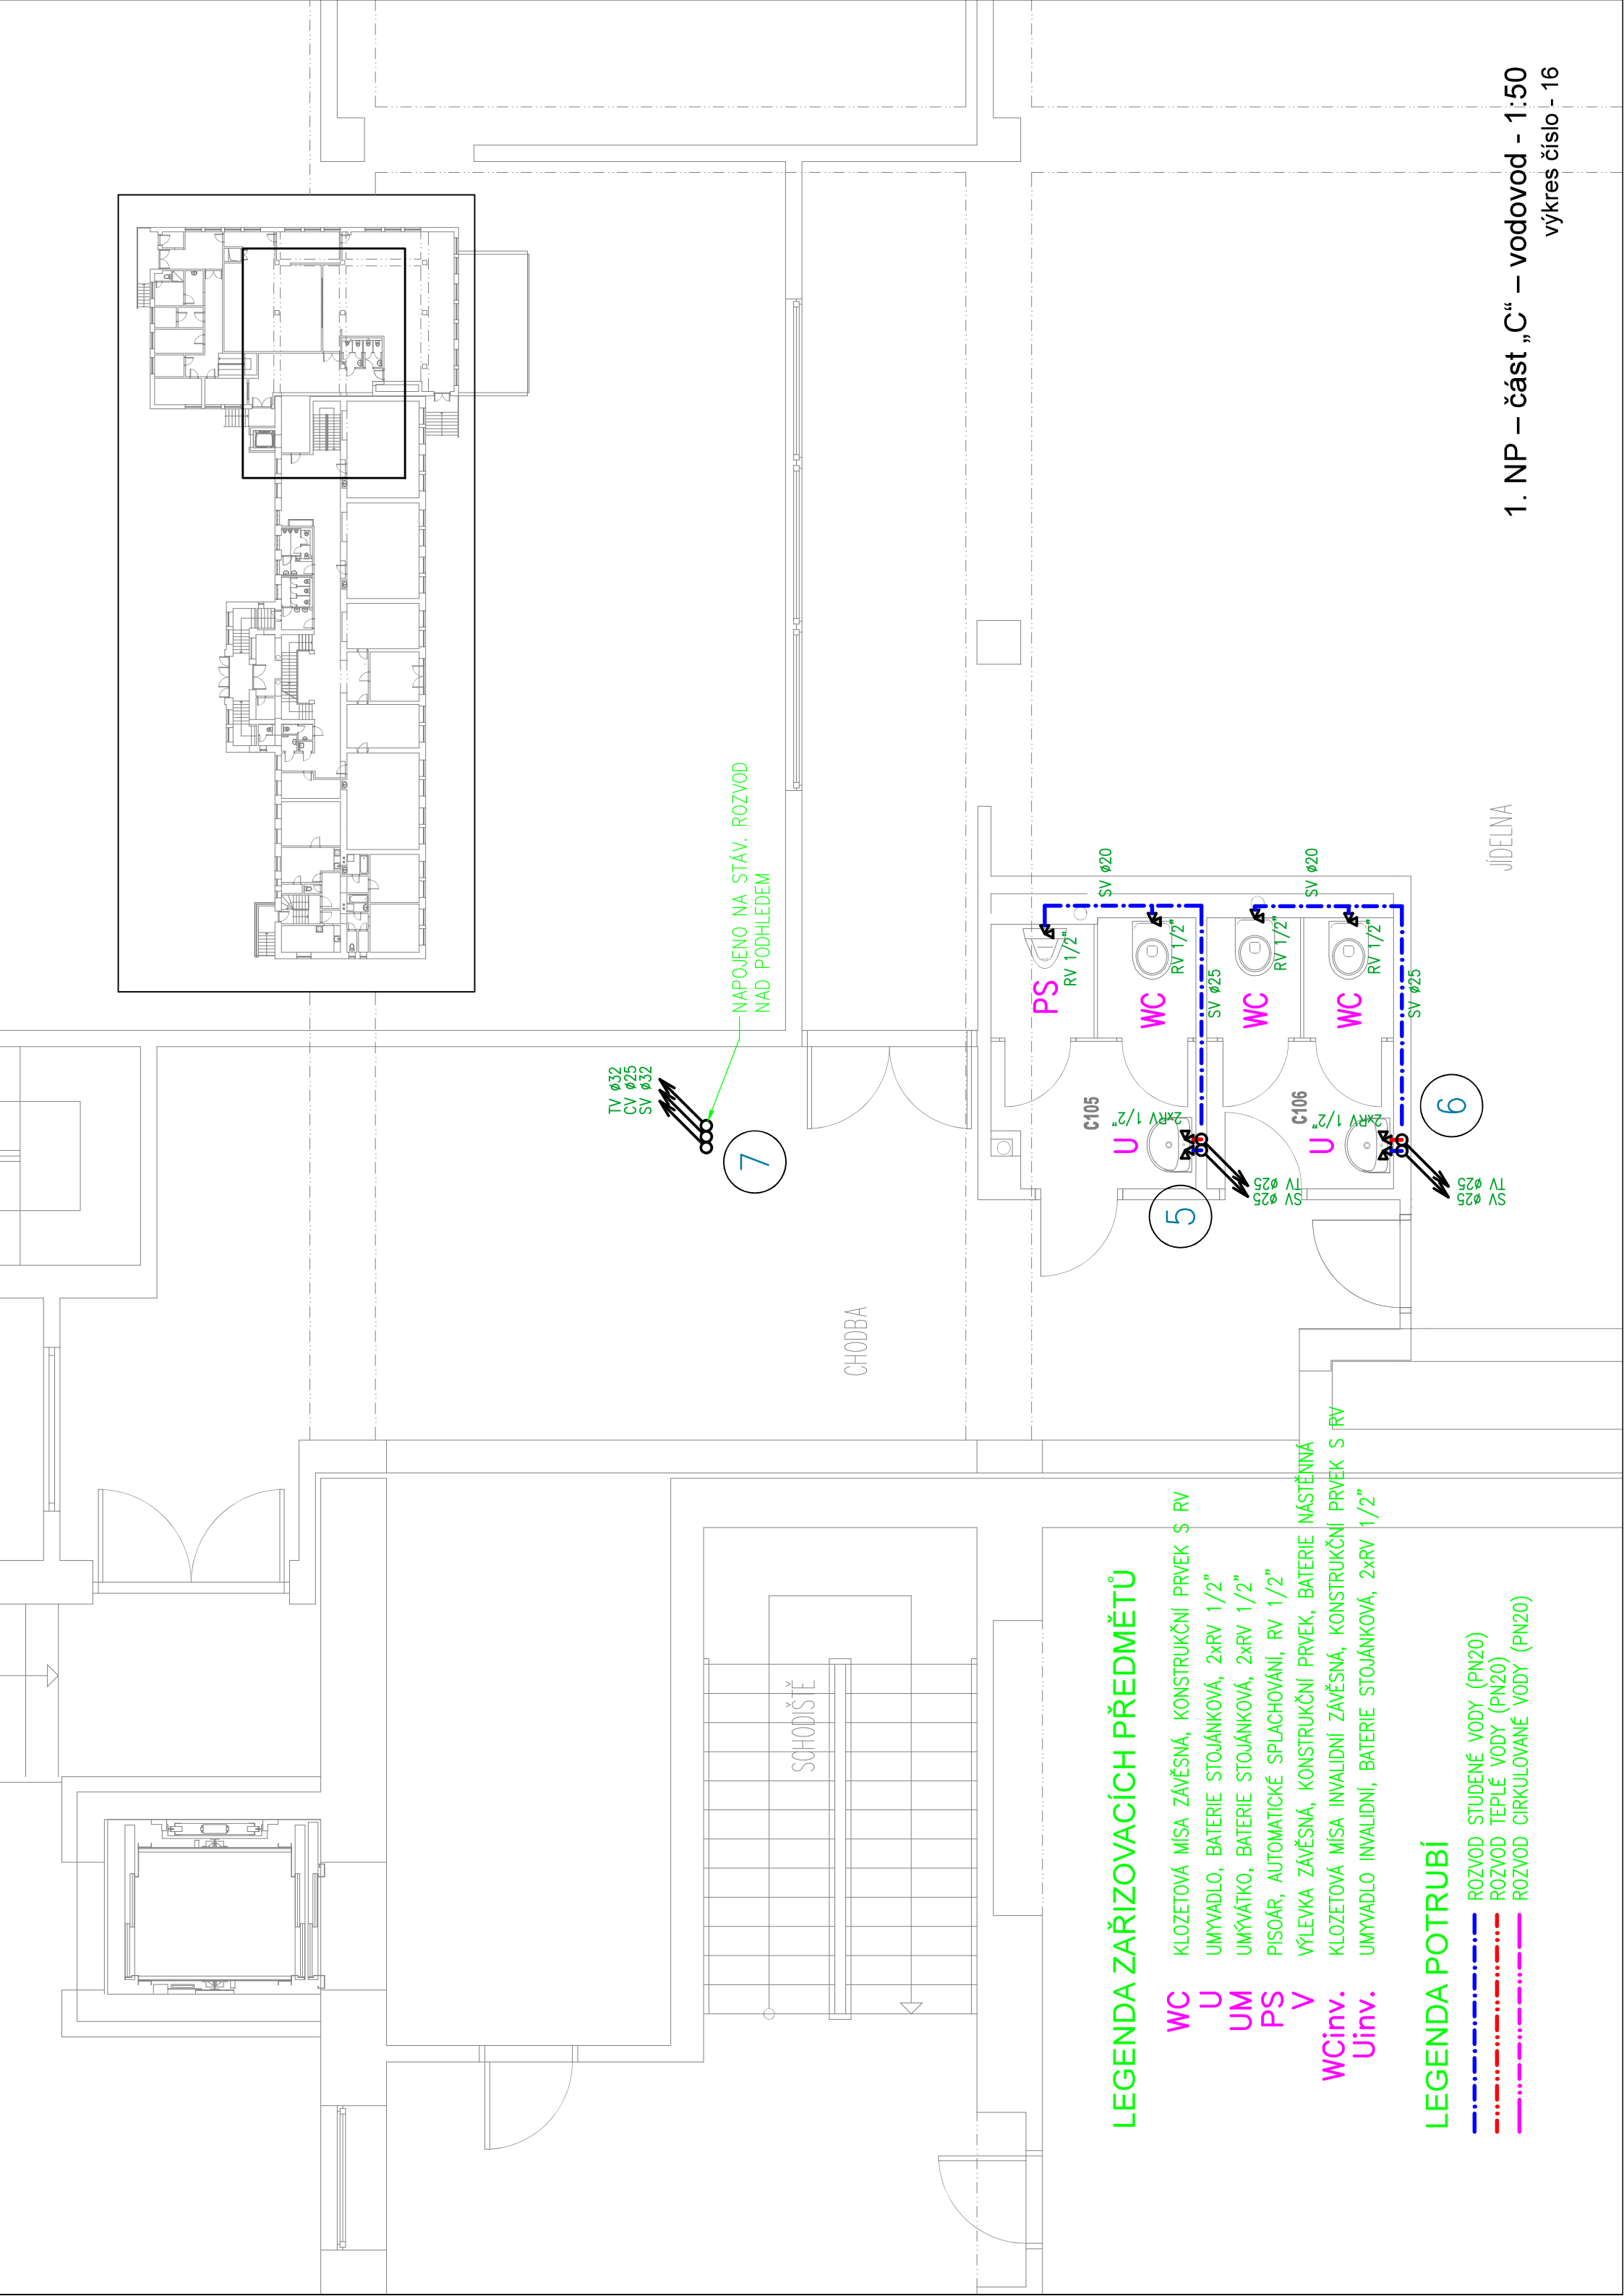 1. NP – část „C“ – vodovod - 1:50
výkres číslo - 16
NAPOJENO NA STÁV. ROZVOD
NAD PODHLEDEM
TV ø32
CV ø25
SV ø32
7
CHODBA
SCHODIŠTĚ
JÍDELNA
PS
RV 1/2"
SV ø20
WC
RV 1/2"
SV ø25
C105
U
2xRV 1/2"
5
SV ø25
TV ø25
WC
RV 1/2"
SV ø20
WC
RV 1/2"
SV ø25
C106
U
2xRV 1/2"
6
SV ø25
TV ø25
LEGENDA ZAŘIZOVACÍCH PŘEDMĚTŮ
WC KLOZETOVÁ MÍSA ZÁVĚSNÁ, KONSTRUKČNÍ PRVEK S RV
U UMYVADLO, BATERIE STOJÁNKOVÁ, 2xRV 1/2"
UM UMÝVÁTKO, BATERIE STOJÁNKOVÁ, 2xRV 1/2"
PS PISOÁR, AUTOMATICKÉ SPLACHOVÁNÍ, RV 1/2"
V VÝLEVKA ZÁVĚSNÁ, KONSTRUKČNÍ PRVEK, BATERIE NÁSTĚNNÁ
WCinv. KLOZETOVÁ MÍSA INVALIDNÍ ZÁVĚSNÁ, KONSTRUKČNÍ PRVEK S RV
Uinv. UMYVADLO INVALIDNÍ, BATERIE STOJÁNKOVÁ, 2xRV 1/2"
LEGENDA POTRUBÍ
ROZVOD STUDENÉ VODY (PN20)
ROZVOD TEPLÉ VODY (PN20)
ROZVOD CIRKULOVANÉ VODY (PN20)